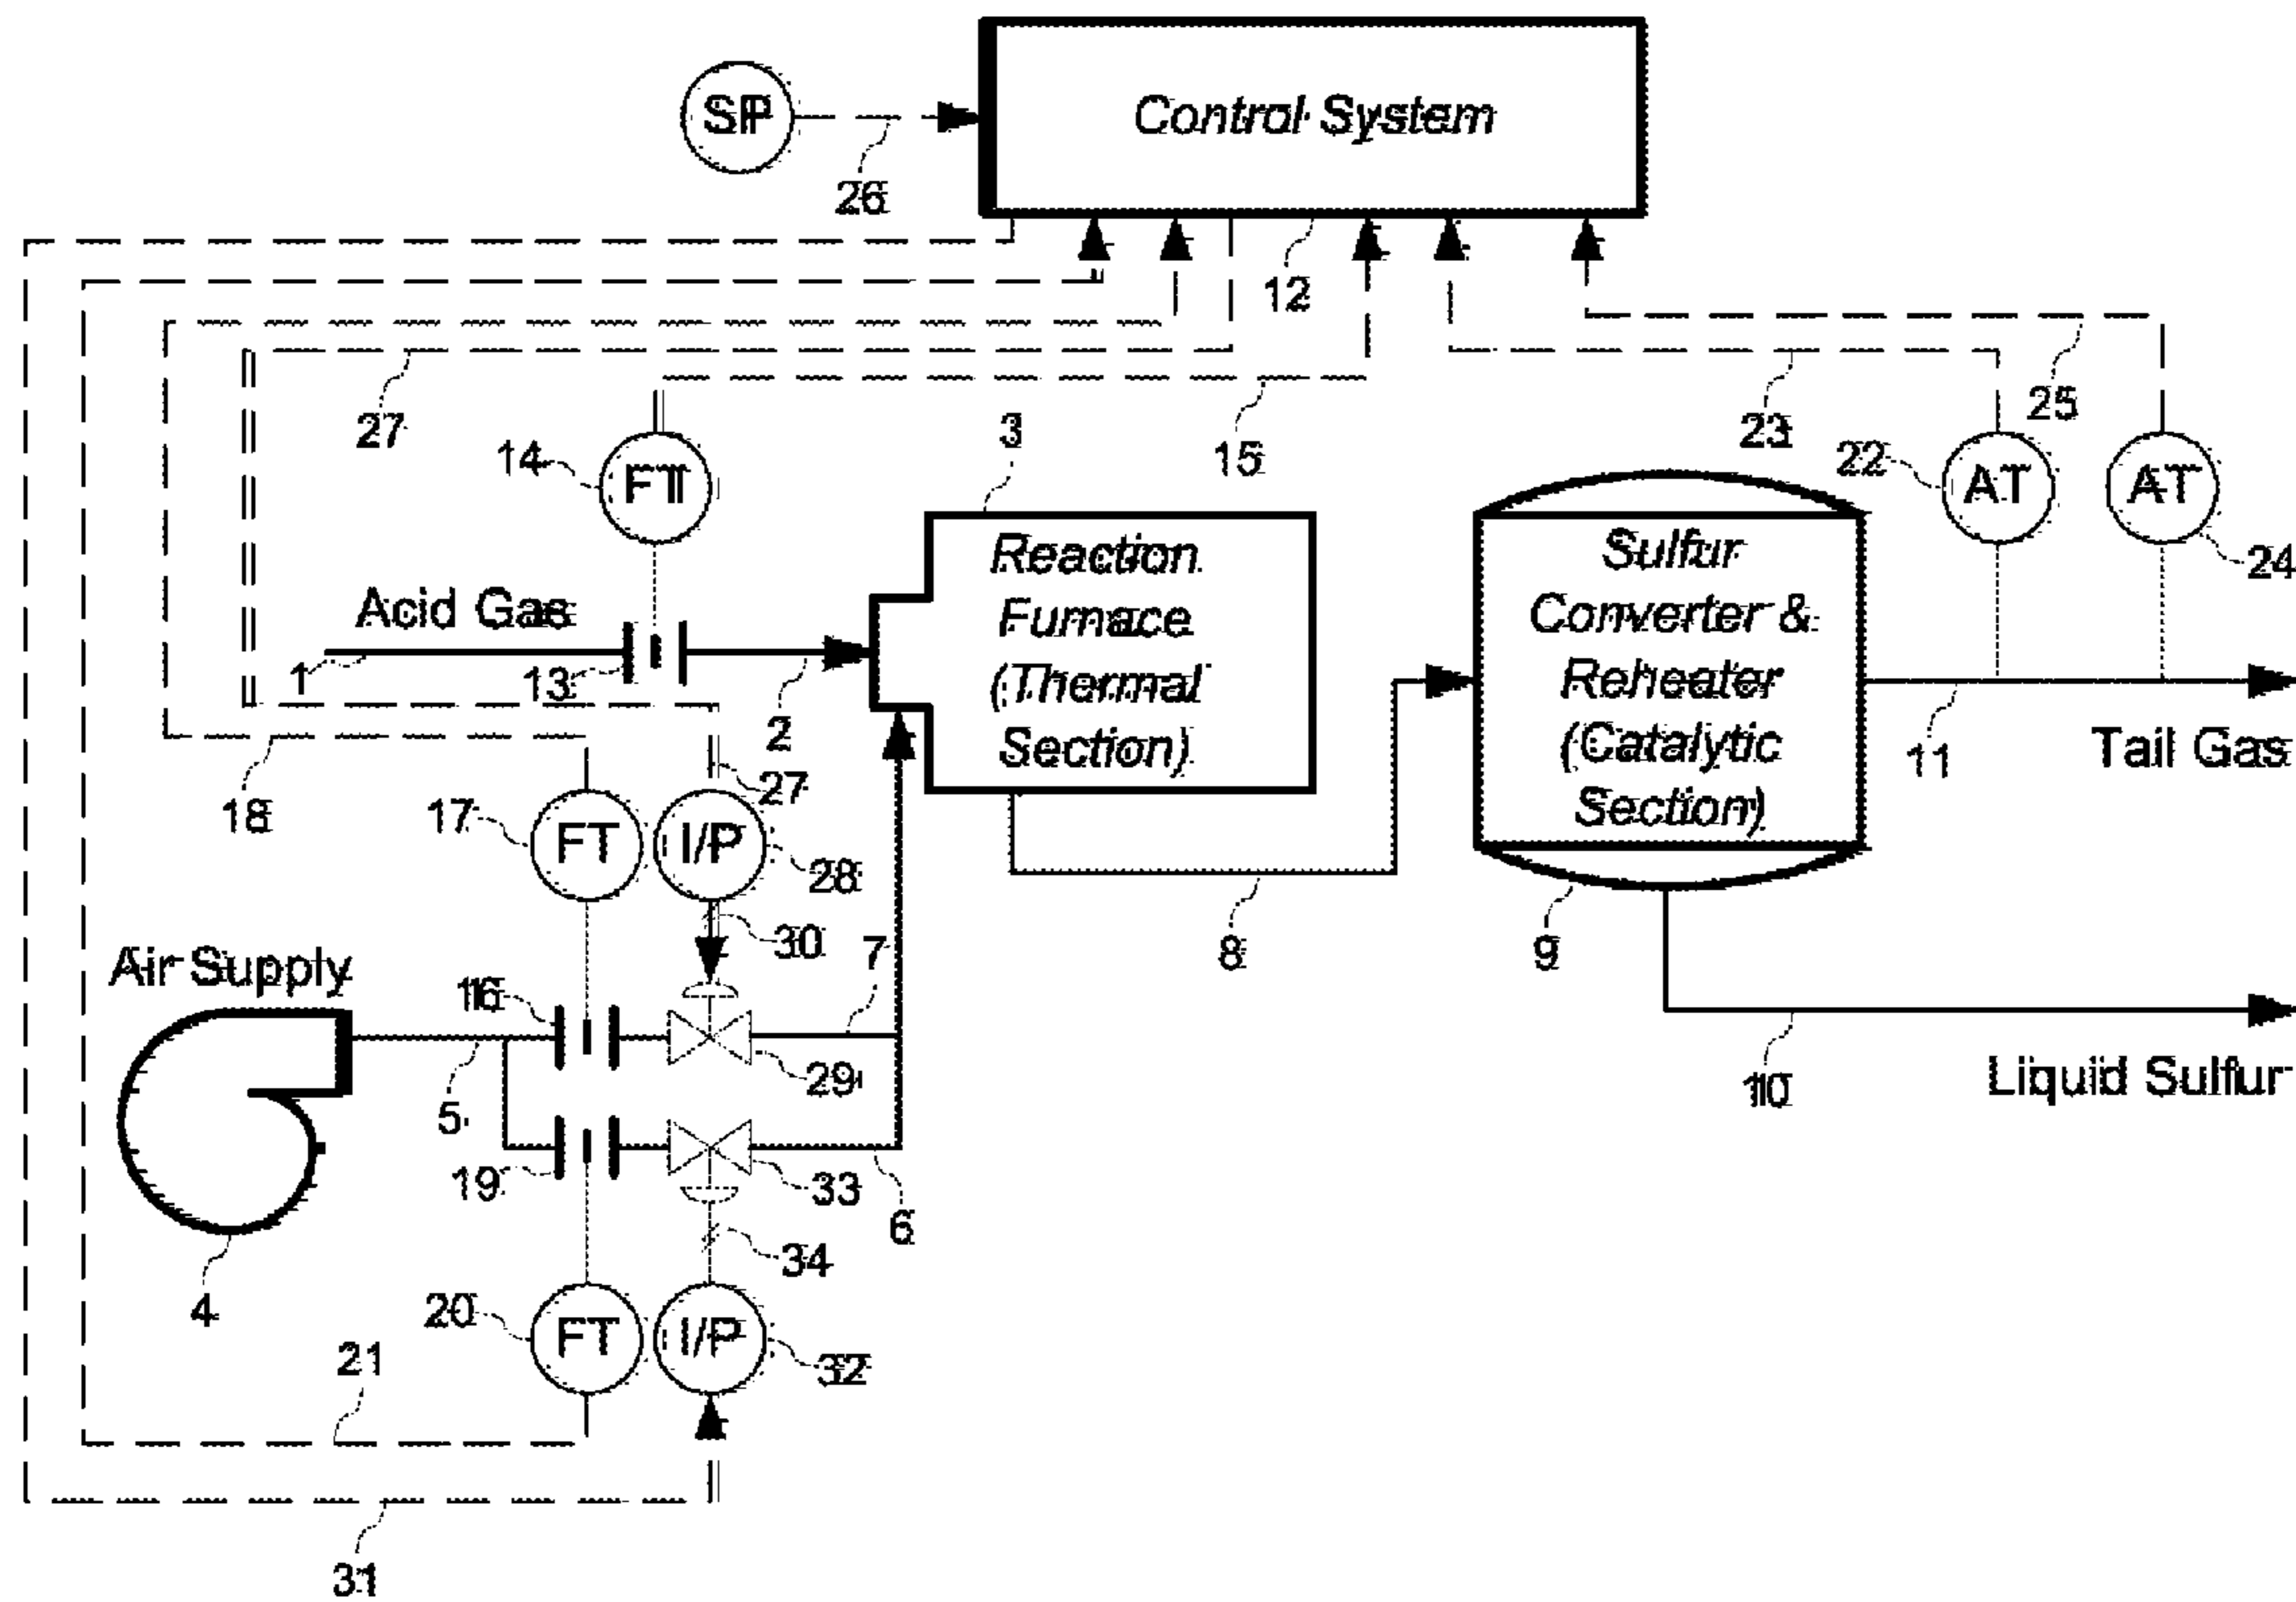 SP
Control System
26
12
27
15
23
25
14
FT
3
22
AT
AT
24
Reaction
Furnace
(Thermal
Section)
Sulfur
Converter &
Reheater
(Catalytic
Section)
Acid Gas
1
13
2
11
Tail Gas
18
17
FT
I/P
27
28
30
7
8
9
Air Supply
16
5
29
10
Liquid Sulfur
19
33
6
34
4
20
FT
I/P
32
21
31